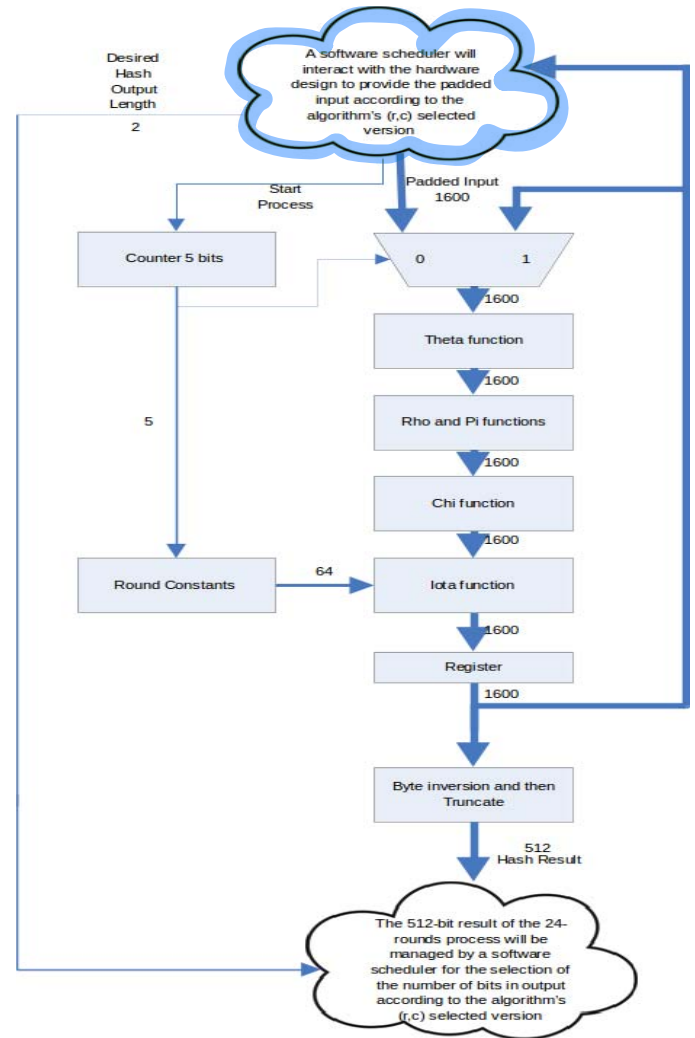 Desired
Hash
Output
Length
2
A software scheduler will
interact with the hardware
design to provide the padded
input according to the
algorithm's (r,c) selected
version
Start
Process
Padded Input
1600
Counter 5 bits
0
1
1600
Theta function
1600
Rho and Pi functions
1600
Chi function
1600
5
Round Constants
64
Iota function
1600
Register
1600
Byte inversion and then
Truncate
512
Hash Result
The 512-bit result of the 24-
rounds process will be
managed by a software
scheduler for the selection of
the number of bits in output
according to the algorithm's
(r,c) selected version